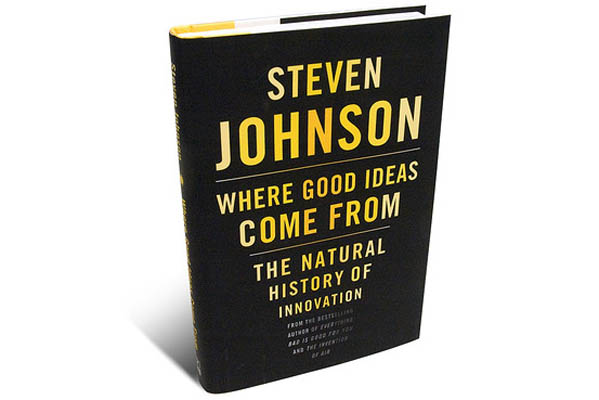 STEVEN
JOHNSON
WHERE GOOD IDEAS
COME FROM
THE NATURAL
HISTORY OF
INNOVATION
FROM THE BESTSELLING
AUTHOR OF EVERYTHING
BAD IS GOOD FOR YOU
AND THE INVENTION
OF AIR